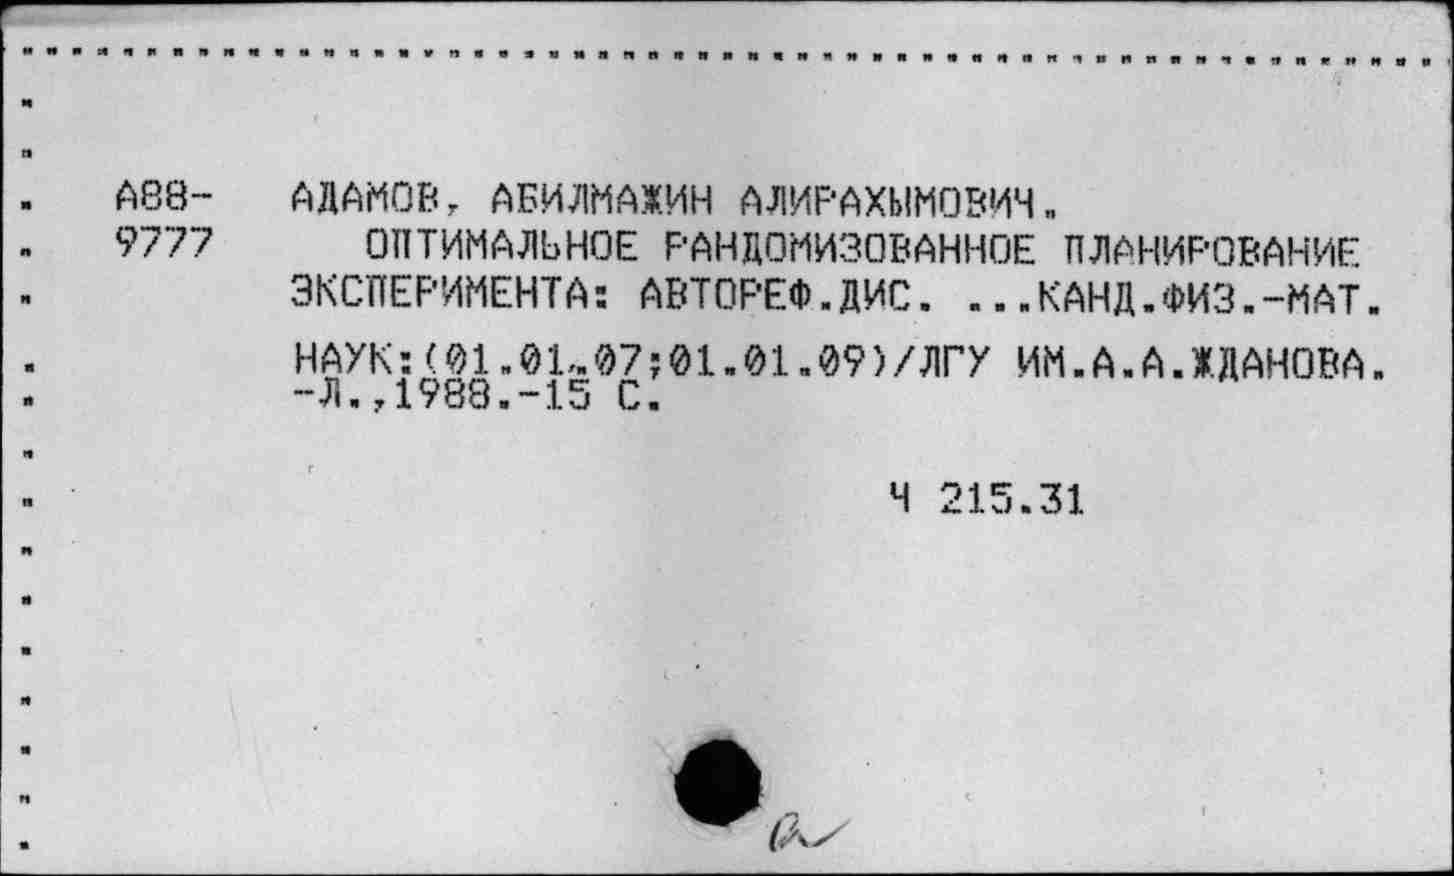 А88- АДАМОВ, АБИЛМАЖИН АЛИРАХЫМОВИЧ.
9777 ОПТИМАЛЬНОЕ РАНДОМИЗОВАННОЕ ПЛАНИРОВАНИЕ
ЭКСПЕРИМЕНТА: АВТОРЕФ.ДИС. ...КАНД.ФИЗ.-МАТ.
НАУК:(01.01.07;01.01.09)/ЛГУ ИМ.А.А.ЖДАНОВА.
-Л.,1988.-15 С.
Ч 215.31